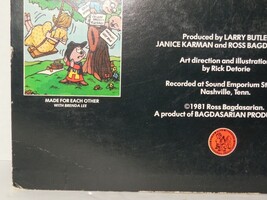 MADE FOR EACH OTHER
WITH BRENDA LEE
Produced by LARRY BUTLE
JANICE KARMAN and ROSS BAGD
Art direction and illustration
by Rick Detorie
Recorded at Sound Emporium St
Nashville, Tenn.
©1981 Ross Bagdasarian.
A product of BAGDASARIAN PRODU